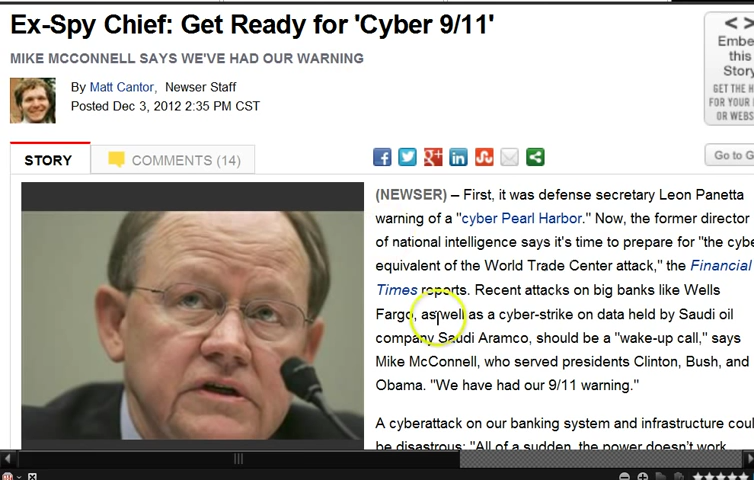 Ex-Spy Chief: Get Ready for 'Cyber 9/11'
MIKE MCCONNELL SAYS WE'VE HAD OUR WARNING
By Matt Cantor, Newser Staff
Posted Dec 3, 2012 2:35 PM CST
< >
Embe
this
Story
GET THE H
FOR YOUR
OR WEBS
STORY
COMMENTS (14)
Go to G
(NEWSER) – First, it was defense secretary Leon Panetta
warning of a "cyber Pearl Harbor." Now, the former director
of national intelligence says it's time to prepare for "the cybe
equivalent of the World Trade Center attack," the Financial
Times reports. Recent attacks on big banks like Wells
Fargo, as well as a cyber-strike on data held by Saudi oil
company Saudi Aramco, should be a "wake-up call," says
Mike McConnell, who served presidents Clinton, Bush, and
Obama. "We have had our 9/11 warning."
A cyberattack on our banking system and infrastructure coul
be disastrous: "All of a sudden, the power doesn't work,